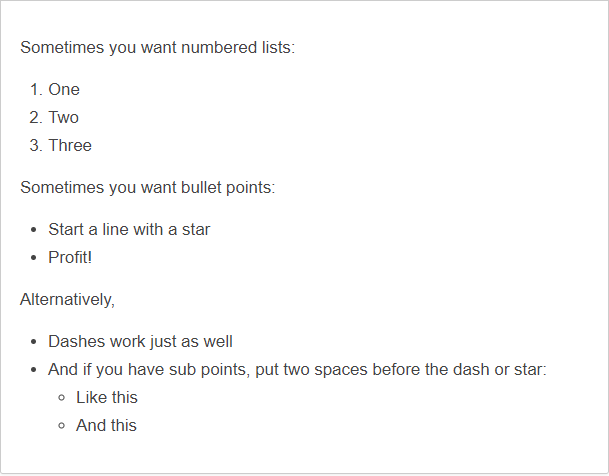 Sometimes you want numbered lists:
1. One
2. Two
3. Three
Sometimes you want bullet points:
• Start a line with a star
• Profit!
Alternatively,
• Dashes work just as well
• And if you have sub points, put two spaces before the dash or star:
◦ Like this
◦ And this